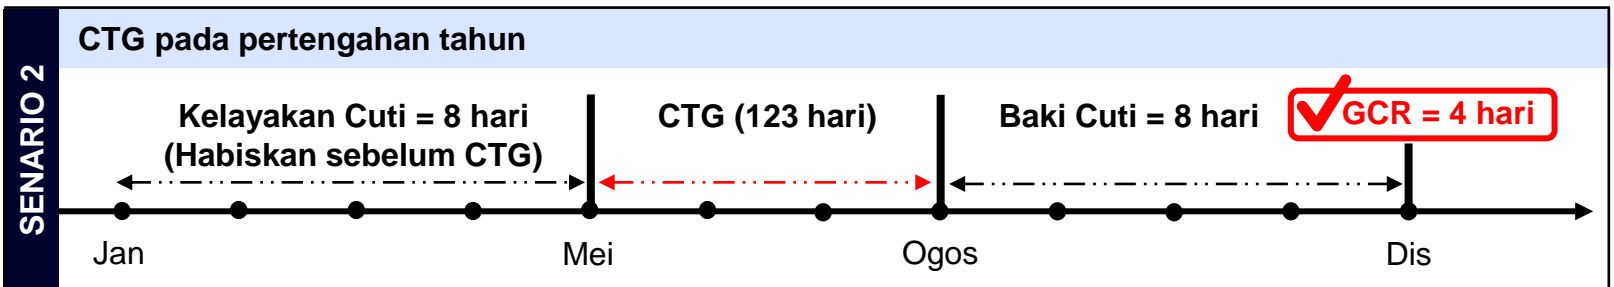 SENARIO 2
CTG pada pertengahan tahun
Kelayakan Cuti = 8 hari
(Habiskan sebelum CTG)
CTG (123 hari)
Baki Cuti = 8 hari
GCR = 4 hari
Jan
Mei
Ogos
Dis